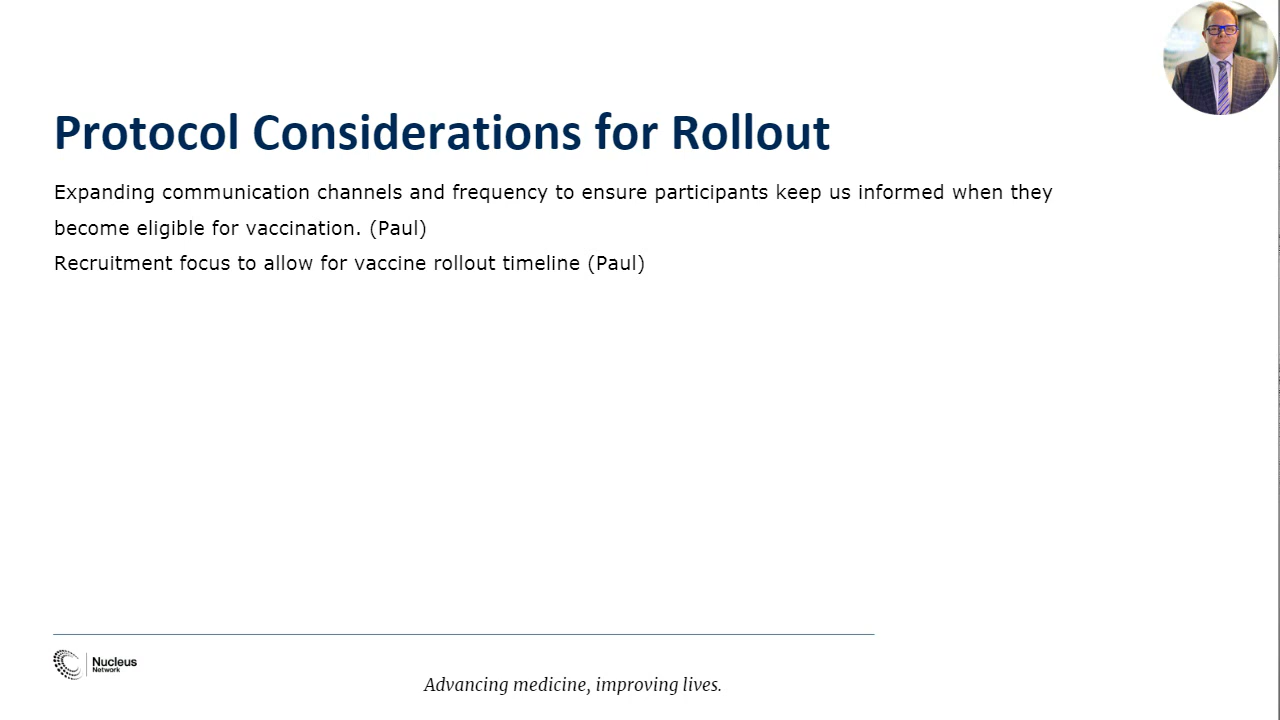 Protocol Considerations for Rollout
Expanding communication channels and frequency to ensure participants keep us informed when they
become eligible for vaccination. (Paul)
Recruitment focus to allow for vaccine rollout timeline (Paul)
Nucleus
Network
Advancing medicine, improving lives.